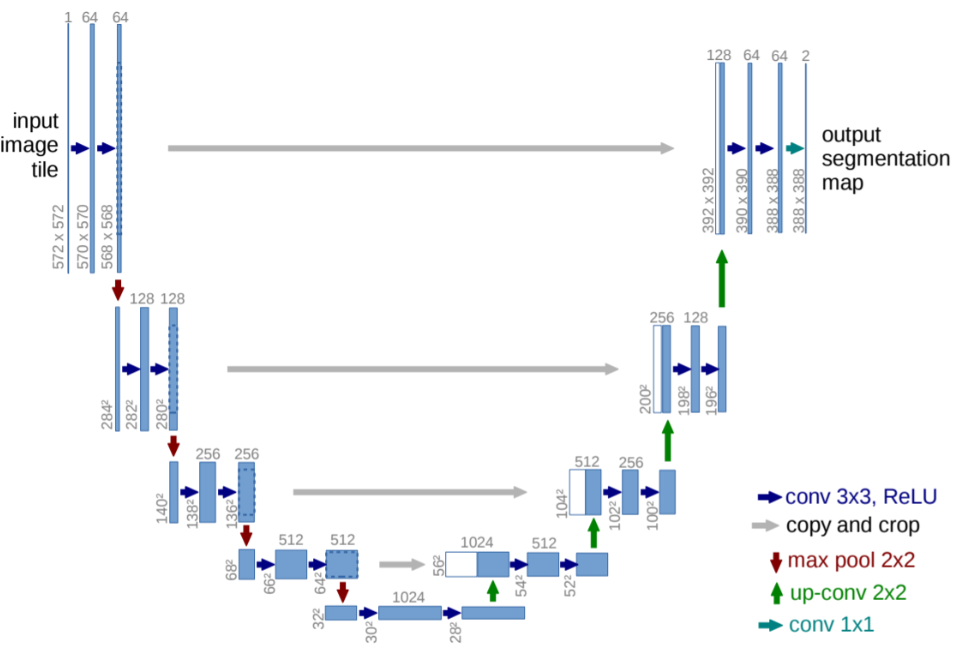 1 64 64
input
image
tile
572 x 572
570 x 570
568 x 568
128 64 64 2
392 x 392
390 x 390
388 x 388
388 x 388
output
segmentation
map
128 128
284²
282²
280²
256 128
200²
198²
196²
256 256
140²
138²
136²
512 256
104²
102²
100²
512 512
68²
66²
64²
1024 512
56²
54²
52²
1024
32²
30²
28²
conv 3x3, ReLU
copy and crop
max pool 2x2
up-conv 2x2
conv 1x1